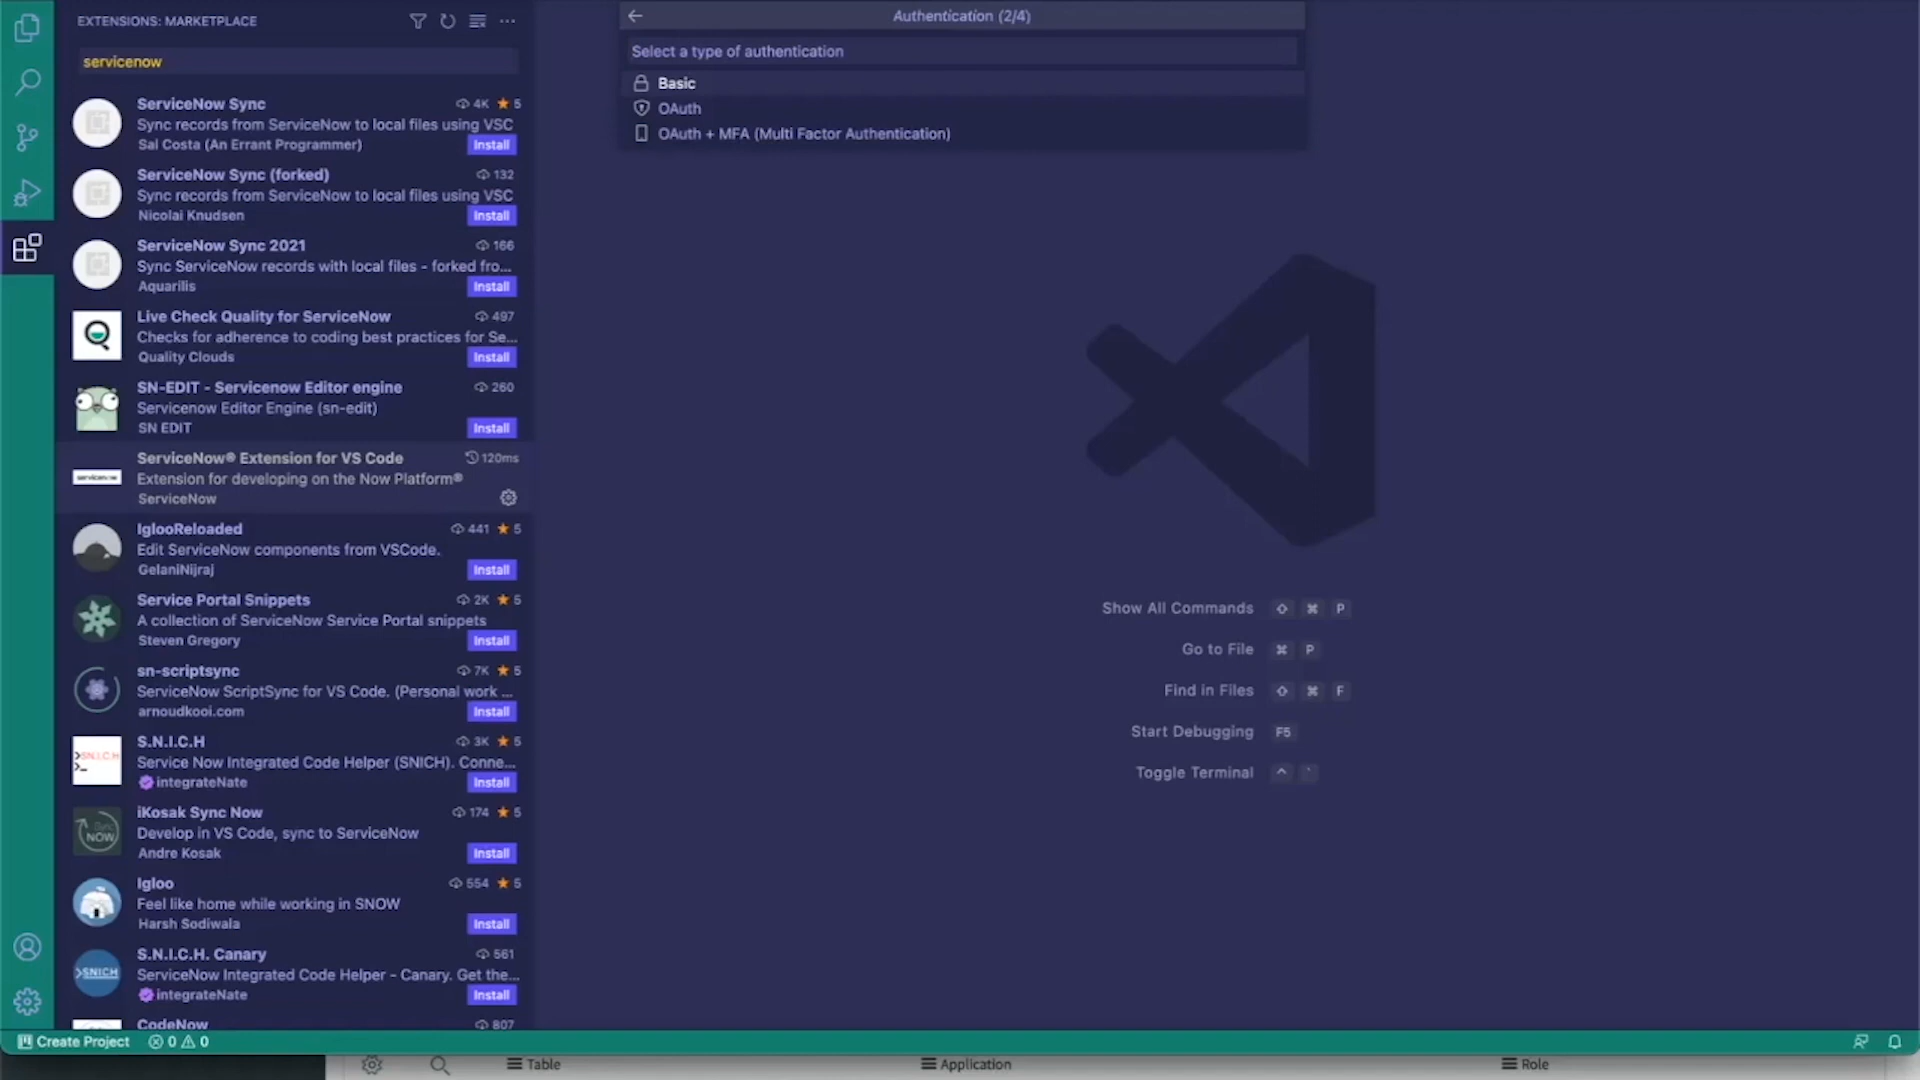 EXTENSIONS: MARKETPLACE
servicenow
ServiceNow Sync 4K 5
Sync records from ServiceNow to local files using VSC
Sal Costa (An Errant Programmer) Install
ServiceNow Sync (forked) 132
Sync records from ServiceNow to local files using VSC
Nicolai Knudsen Install
ServiceNow Sync 2021 166
Sync ServiceNow records with local files - forked fro...
Aquarilis Install
Live Check Quality for ServiceNow 497
Checks for adherence to coding best practices for Se...
Quality Clouds Install
SN-EDIT - Servicenow Editor engine 260
Servicenow Editor Engine (sn-edit)
SN EDIT Install
servicenow
ServiceNow® Extension for VS Code 120ms
Extension for developing on the Now Platform®
ServiceNow
IglooReloaded 441 5
Edit ServiceNow components from VSCode.
GelaniNijraj Install
Service Portal Snippets 2K 5
A collection of ServiceNow Service Portal snippets
Steven Gregory Install
sn-scriptsync 7K 5
ServiceNow ScriptSync for VS Code. (Personal work ...
arnoudkooi.com Install
>S.N.I.C.H
>_
S.N.I.C.H 3K 5
Service Now Integrated Code Helper (SNICH). Conne...
integrateNate Install
Sync
NOW
iKosak Sync Now 174 5
Develop in VS Code, sync to ServiceNow
Andre Kosak Install
Igloo 554 5
Feel like home while working in SNOW
Harsh Sodiwala Install
>SNICH
S.N.I.C.H. Canary 561
ServiceNow Integrated Code Helper - Canary. Get the...
integrateNate Install
CodeNow 807
Authentication (2/4)
Select a type of authentication
Basic
OAuth
OAuth + MFA (Multi Factor Authentication)
Show All Commands ⇧ ⌘ P
Go to File ⌘ P
Find in Files ⇧ ⌘ F
Start Debugging F5
Toggle Terminal ^ `
Create Project 0 0
Table Application Role